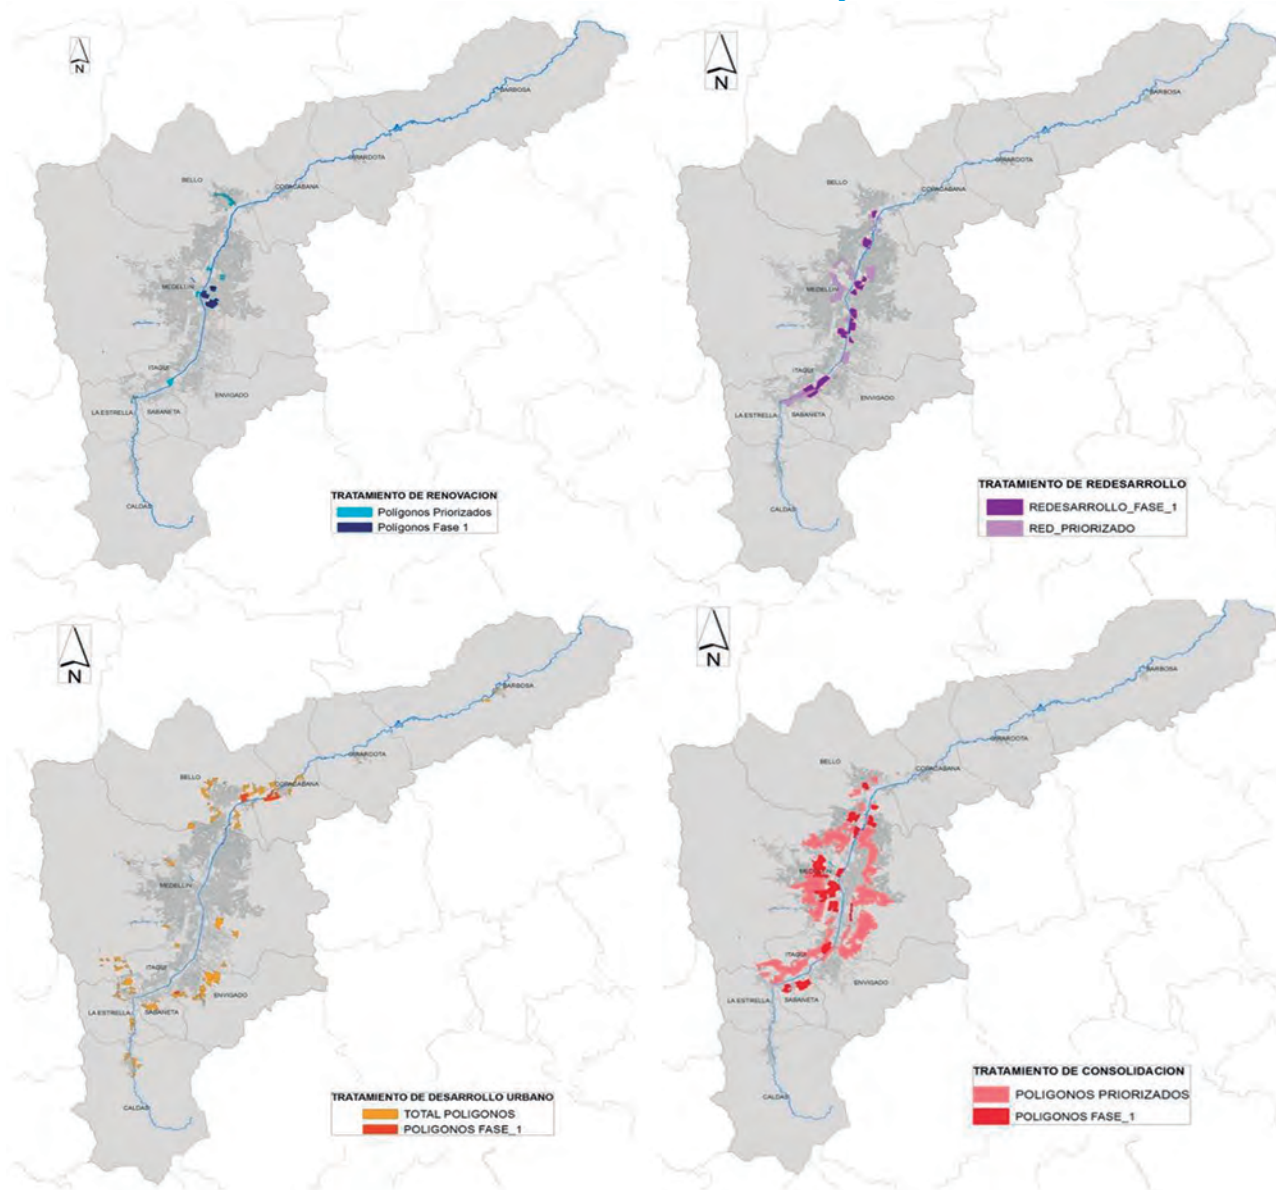 N
BARBOSA
GIRARDOTA
COPACABANA
BELLO
MEDELLIN
ITAGUI
ENVIGADO
LA ESTRELLA
SABANETA
CALDAS
TRATAMIENTO DE RENOVACION
Polígonos Priorizados
Polígonos Fase 1
N
BARBOSA
GIRARDOTA
COPACABANA
BELLO
MEDELLIN
ITAGUI
ENVIGADO
LA ESTRELLA
SABANETA
CALDAS
TRATAMIENTO DE REDESARROLLO
REDESARROLLO_FASE_1
RED_PRIORIZADO
N
BARBOSA
GIRARDOTA
COPACABANA
BELLO
MEDELLIN
ITAGUI
ENVIGADO
LA ESTRELLA
SABANETA
CALDAS
TRATAMIENTO DE DESARROLLO URBANO
TOTAL POLIGONOS
POLIGONOS FASE_1
N
BARBOSA
GIRARDOTA
COPACABANA
BELLO
MEDELLIN
ITAGUI
ENVIGADO
LA ESTRELLA
SABANETA
CALDAS
TRATAMIENTO DE CONSOLIDACION
POLIGONOS PRIORIZADOS
POLIGONOS FASE_1